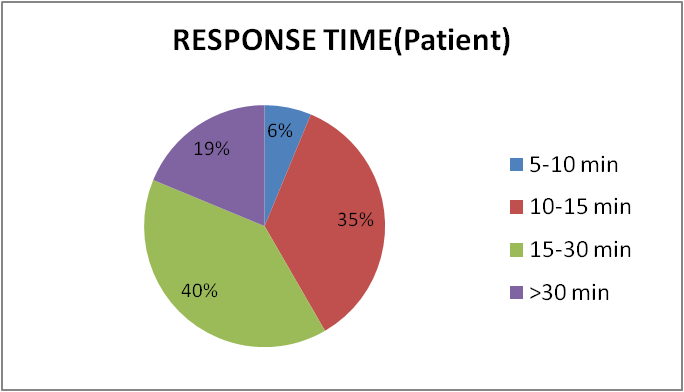 RESPONSE TIME(Patient)
6%
19%
35%
40%
5-10 min
10-15 min
15-30 min
>30 min